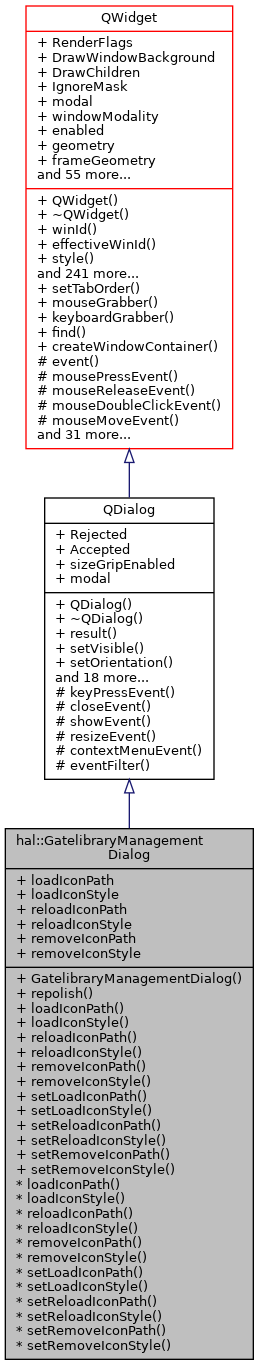 QWidget
+ RenderFlags
+ DrawWindowBackground
+ DrawChildren
+ IgnoreMask
+ modal
+ windowModality
+ enabled
+ geometry
+ frameGeometry
and 55 more...
+ QWidget()
+ ~QWidget()
+ winId()
+ effectiveWinId()
+ style()
and 241 more...
+ setTabOrder()
+ mouseGrabber()
+ keyboardGrabber()
+ find()
+ createWindowContainer()
# event()
# mousePressEvent()
# mouseReleaseEvent()
# mouseDoubleClickEvent()
# mouseMoveEvent()
and 31 more...
QDialog
+ Rejected
+ Accepted
+ sizeGripEnabled
+ modal
+ QDialog()
+ ~QDialog()
+ result()
+ setVisible()
+ setOrientation()
and 18 more...
# keyPressEvent()
# closeEvent()
# showEvent()
# resizeEvent()
# contextMenuEvent()
# eventFilter()
hal::GatelibraryManagement
Dialog
+ loadIconPath
+ loadIconStyle
+ reloadIconPath
+ reloadIconStyle
+ removeIconPath
+ removeIconStyle
+ GatelibraryManagementDialog()
+ repolish()
+ loadIconPath()
+ loadIconStyle()
+ reloadIconPath()
+ reloadIconStyle()
+ removeIconPath()
+ removeIconStyle()
+ setLoadIconPath()
+ setLoadIconStyle()
+ setReloadIconPath()
+ setReloadIconStyle()
+ setRemoveIconPath()
+ setRemoveIconStyle()
* loadIconPath()
* loadIconStyle()
* reloadIconPath()
* reloadIconStyle()
* removeIconPath()
* removeIconStyle()
* setLoadIconPath()
* setLoadIconStyle()
* setReloadIconPath()
* setReloadIconStyle()
* setRemoveIconPath()
* setRemoveIconStyle()